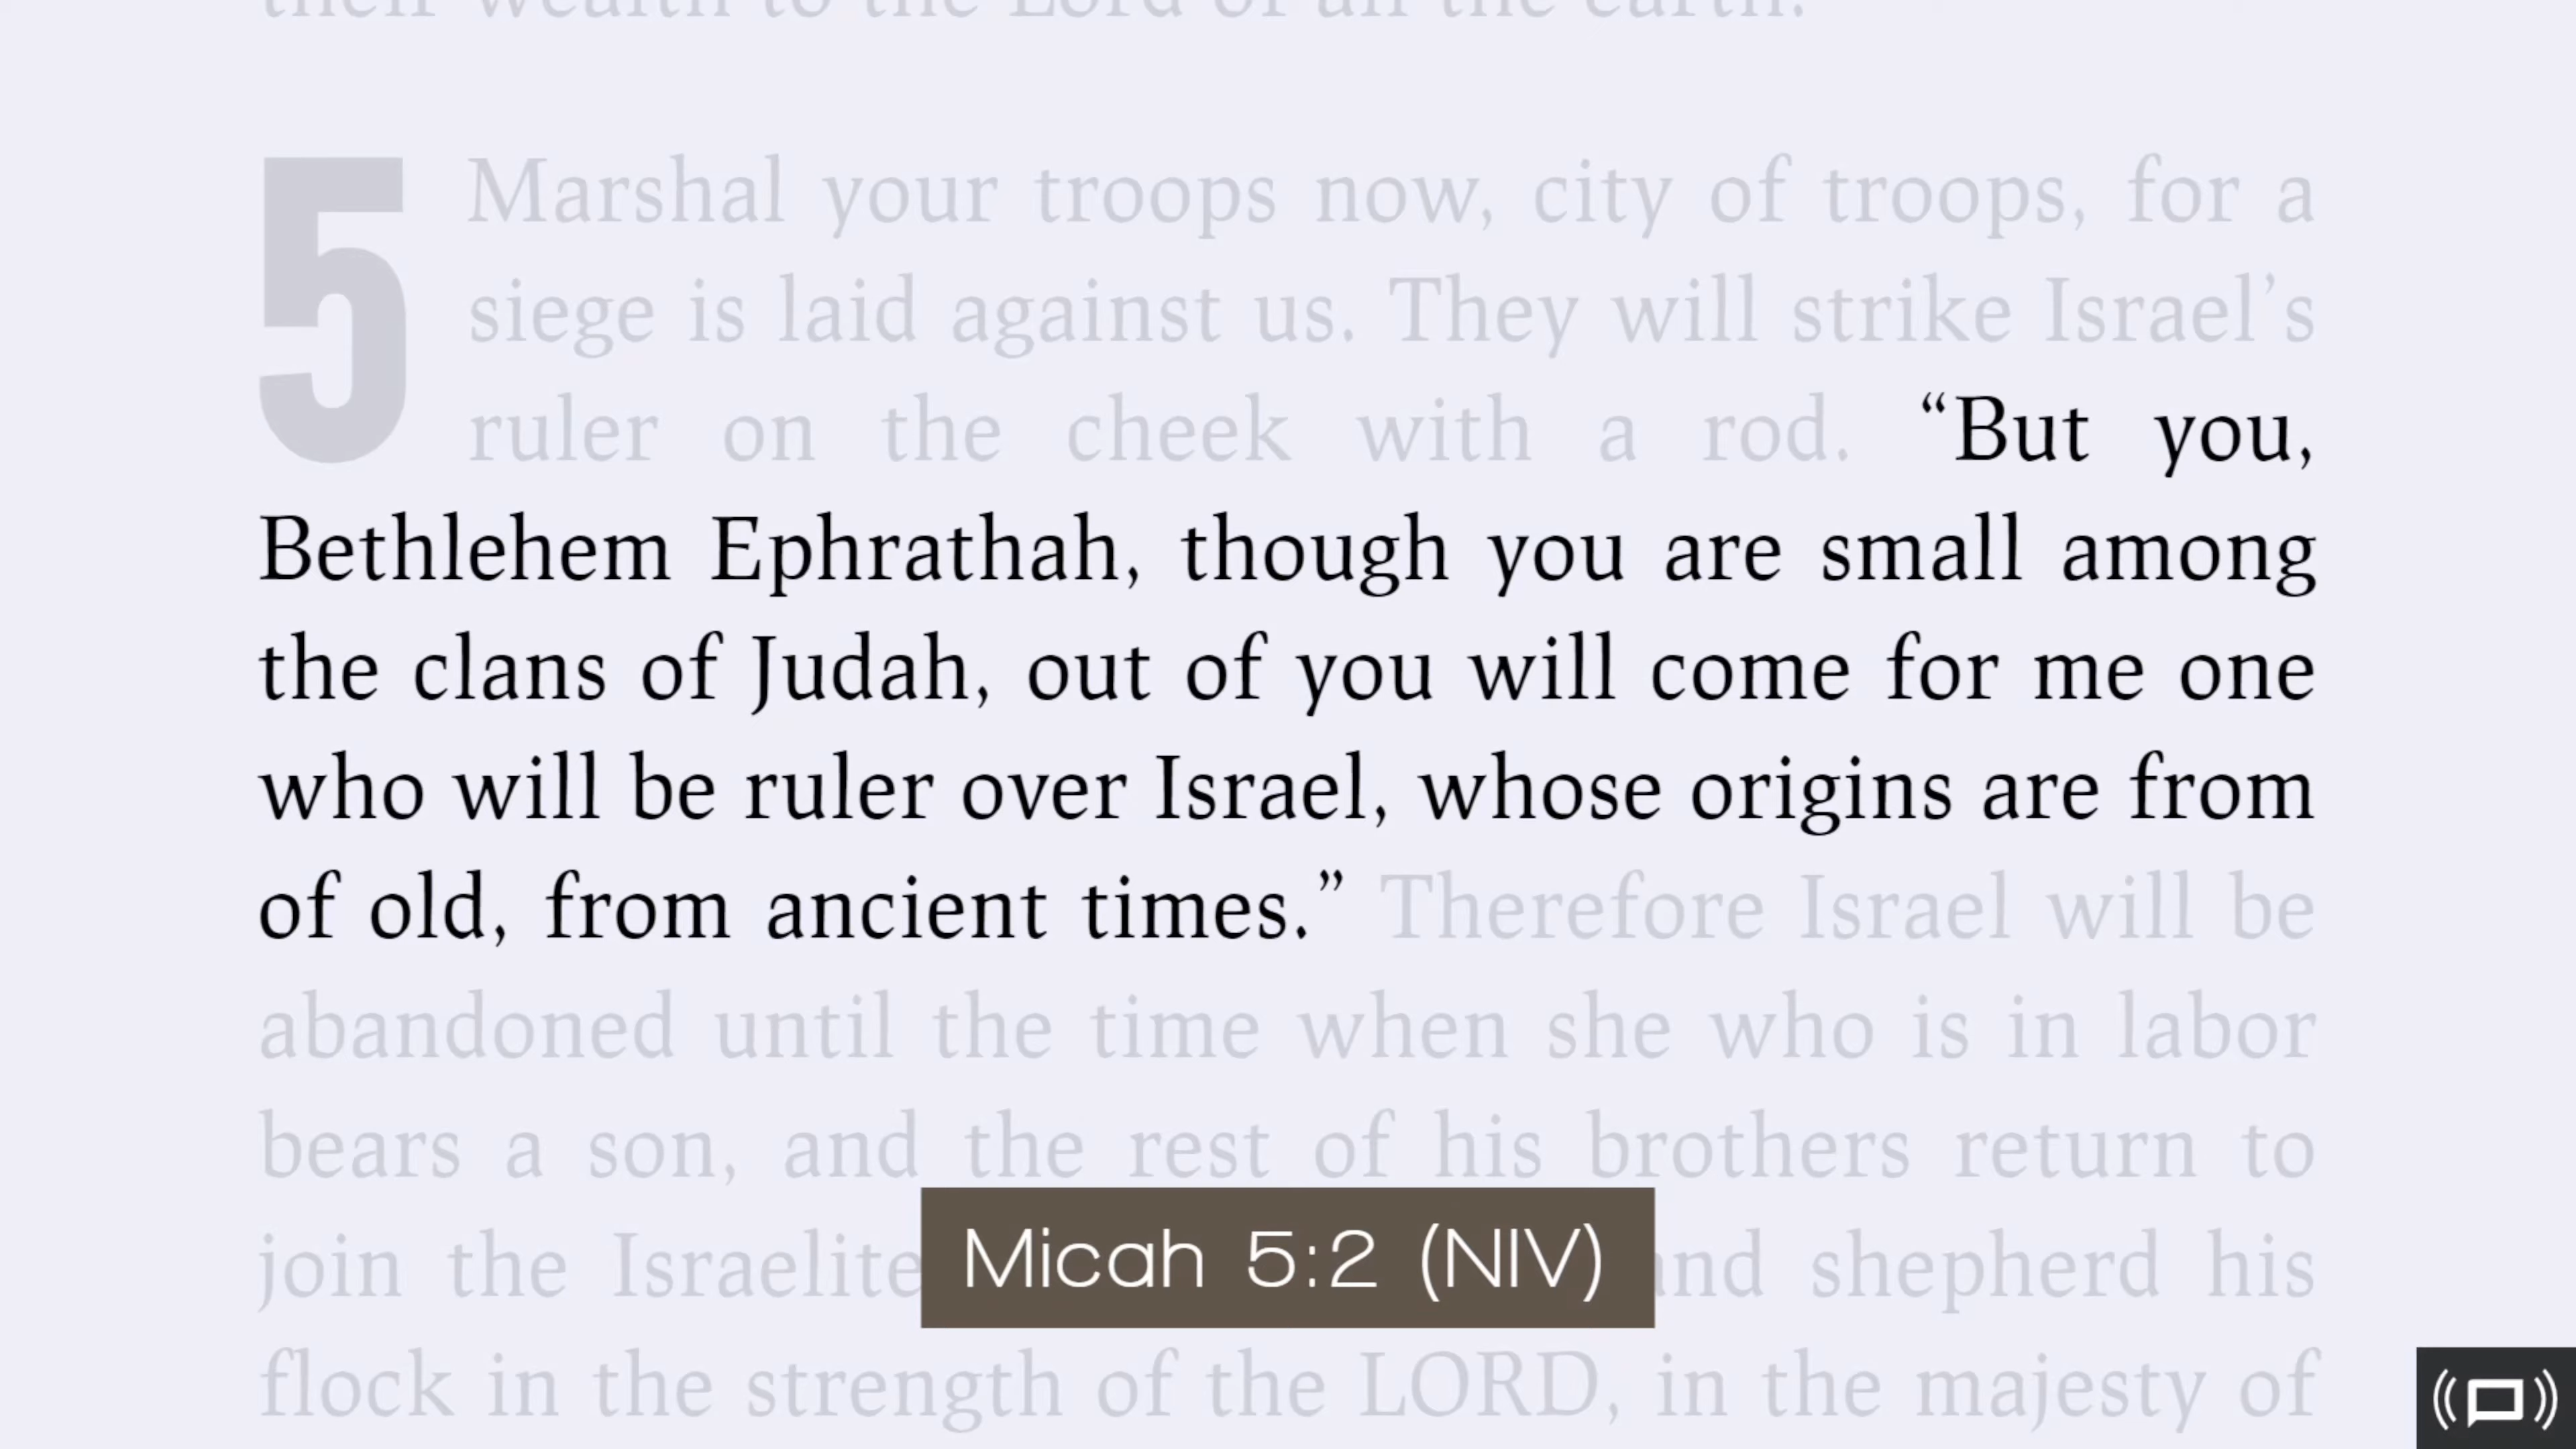 their wealth to the Lord of all the earth.
5 Marshal your troops now, city of troops, for a
siege is laid against us. They will strike Israel’s
ruler on the cheek with a rod. “But you,
Bethlehem Ephrathah, though you are small among
the clans of Judah, out of you will come for me one
who will be ruler over Israel, whose origins are from
of old, from ancient times.” Therefore Israel will be
abandoned until the time when she who is in labor
bears a son, and the rest of his brothers return to
join the shepherd his
Micah 5:2 (NIV)
flock in the strength of the LORD, in the majesty of